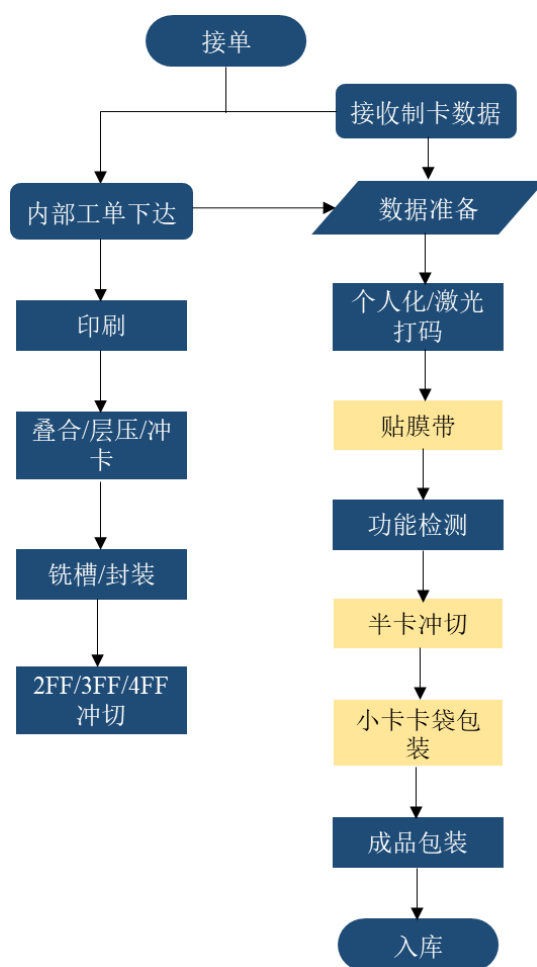 接单
接收制卡数据
内部工单下达
数据准备
印刷
个人化/激光
打码
叠合/层压/冲
卡
贴膜带
功能检测
铣槽/封装
半卡冲切
2FF/3FF/4FF
冲切
小卡卡袋包
装
成品包装
入库